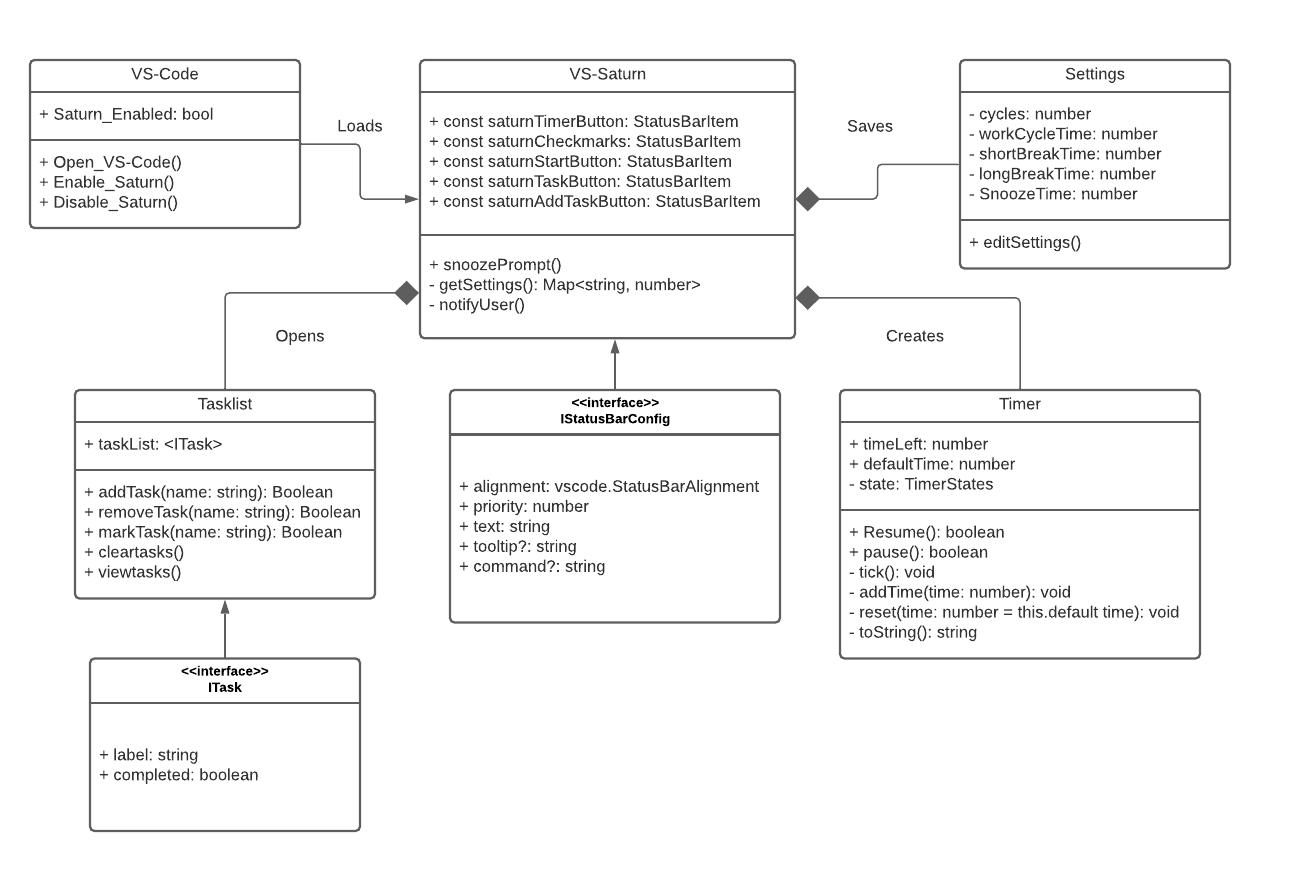 VS-Code
+ Saturn_Enabled: bool
+ Open_VS-Code()
+ Enable_Saturn()
+ Disable_Saturn()
Loads
VS-Saturn
+ const saturnTimerButton: StatusBarItem
+ const saturnCheckmarks: StatusBarItem
+ const saturnStartButton: StatusBarItem
+ const saturnTaskButton: StatusBarItem
+ const saturnAddTaskButton: StatusBarItem
+ snoozePrompt()
- getSettings(): Map<string, number>
- notifyUser()
Saves
Settings
- cycles: number
- workCycleTime: number
- shortBreakTime: number
- longBreakTime: number
- SnoozeTime: number
+ editSettings()
Opens
Creates
Tasklist
+ taskList: <ITask>
+ addTask(name: string): Boolean
+ removeTask(name: string): Boolean
+ markTask(name: string): Boolean
+ cleartasks()
+ viewtasks()
<<interface>>
IStatusBarConfig
+ alignment: vscode.StatusBarAlignment
+ priority: number
+ text: string
+ tooltip?: string
+ command?: string
Timer
+ timeLeft: number
+ defaultTime: number
- state: TimerStates
+ Resume(): boolean
+ pause(): boolean
- tick(): void
- addTime(time: number): void
- reset(time: number = this.default time): void
- toString(): string
<<interface>>
ITask
+ label: string
+ completed: boolean